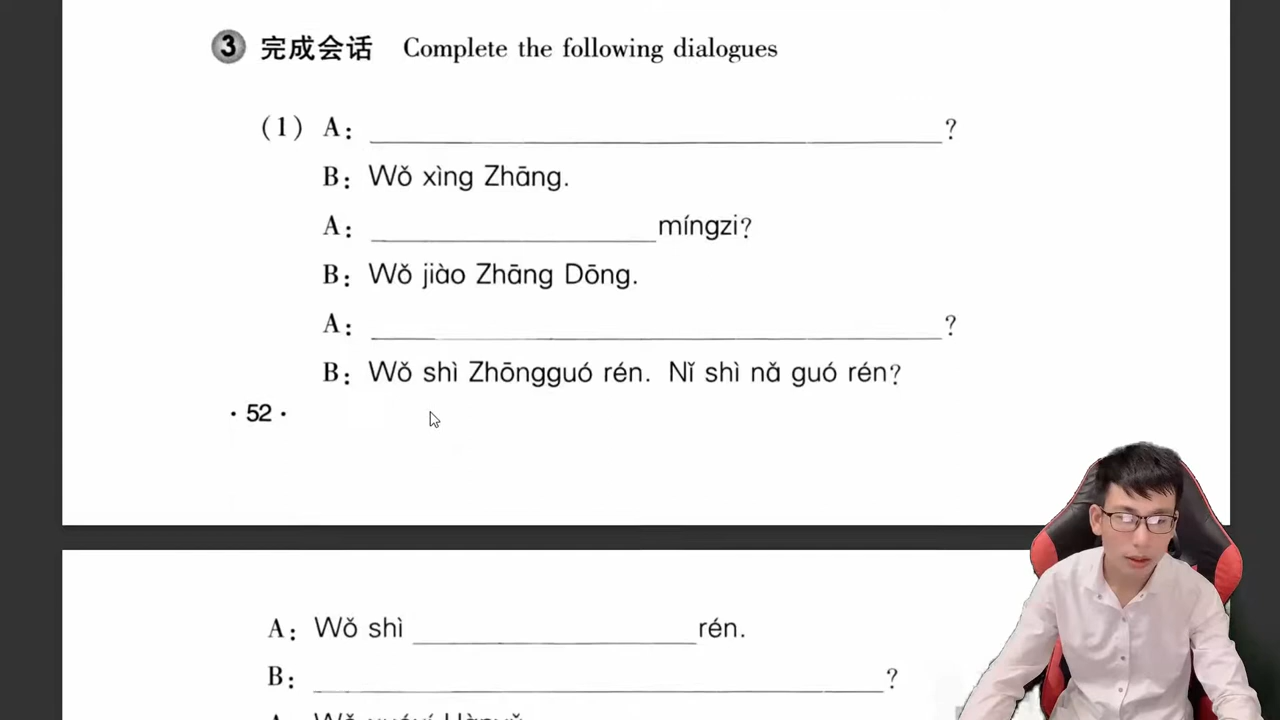 3 完成会话 Complete the following dialogues
(1) A: ?
B: Wǒ xìng Zhāng.
A: míngzi?
B: Wǒ jiào Zhāng Dōng.
A: ?
B: Wǒ shì Zhōngguó rén. Nǐ shì nǎ guó rén?
· 52 ·
A: Wǒ shì rén.
B: ?
A: